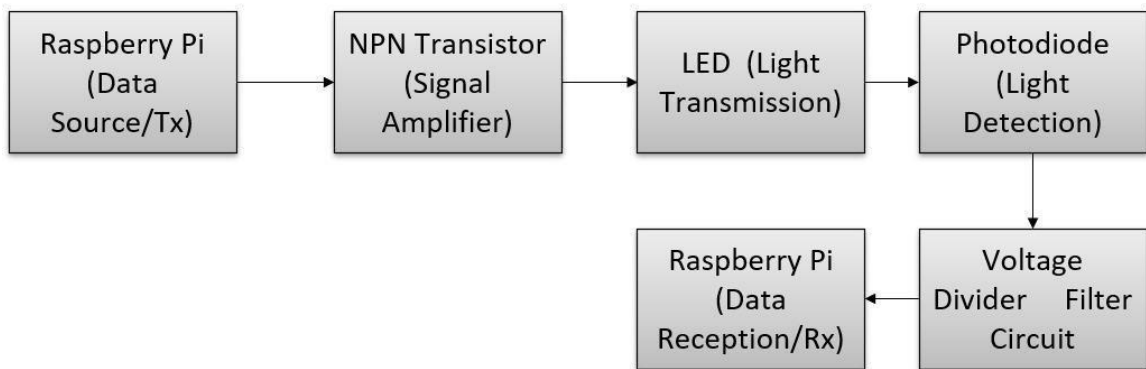 Raspberry Pi
(Data
Source/Tx)
NPN Transistor
(Signal
Amplifier)
LED (Light
Transmission)
Photodiode
(Light
Detection)
Raspberry Pi
(Data
Reception/Rx)
Voltage
Divider Filter
Circuit